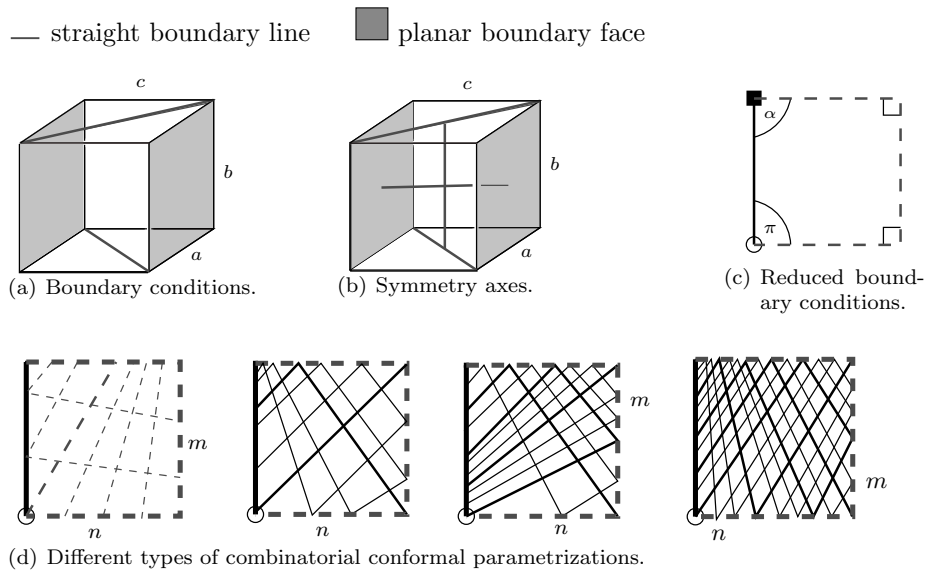 straight boundary line planar boundary face
c
b
a
(a) Boundary conditions.
c
b
a
(b) Symmetry axes.
α
π
(c) Reduced bound-
ary conditions.
m
n
n
m
n
m
n
(d) Different types of combinatorial conformal parametrizations.